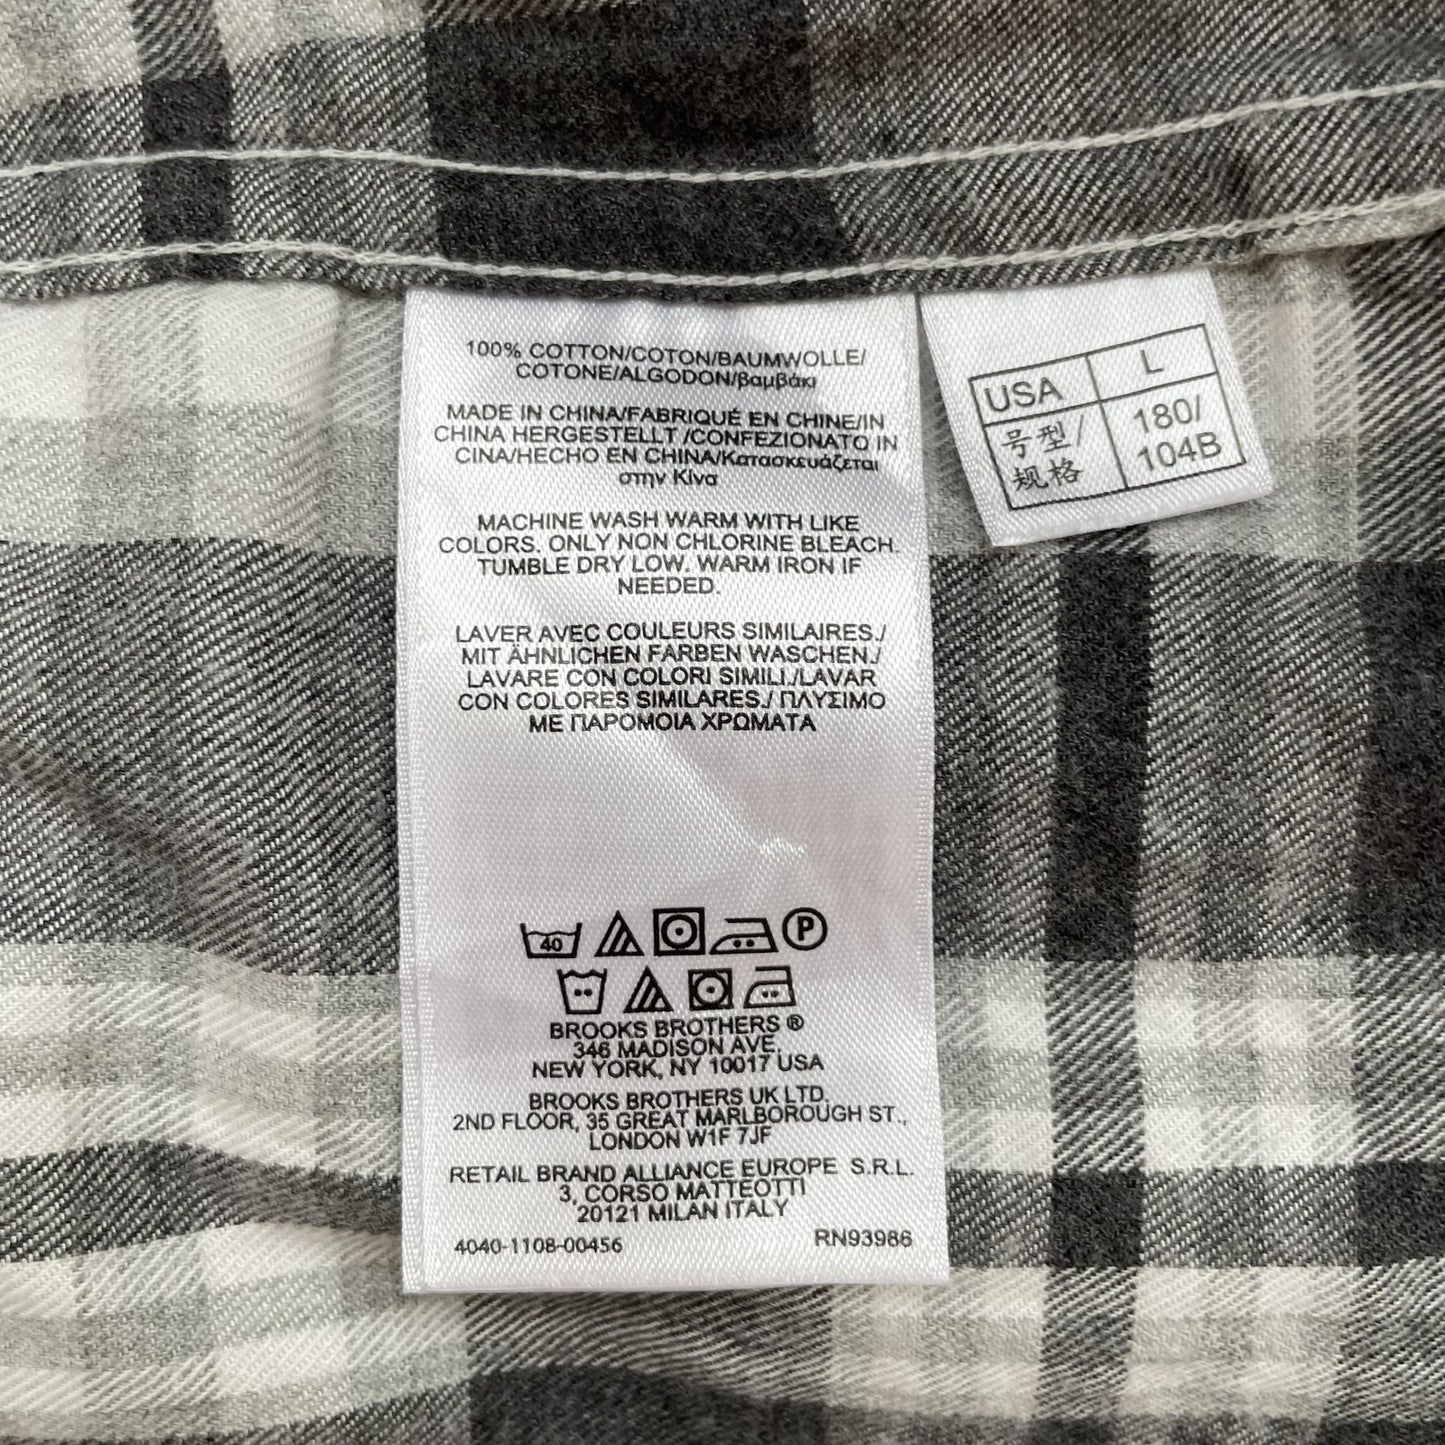 100% COTTON/COTON/BAUMWOLLE/
COTONE/ALGODON/βαμβάκι
MADE IN CHINA/FABRIQUÉ EN CHINE/IN
CHINA HERGESTELLT /CONFEZIONATO IN
CINA/HECHO EN CHINA/Κατασκευάζεται
στην Κίνα
MACHINE WASH WARM WITH LIKE
COLORS. ONLY NON CHLORINE BLEACH.
TUMBLE DRY LOW. WARM IRON IF
NEEDED.
LAVER AVEC COULEURS SIMILAIRES./
MIT ÄHNLICHEN FARBEN WASCHEN./
LAVARE CON COLORI SIMILI./LAVAR
CON COLORES SIMILARES./ ΠΛΥΣΙΜΟ
ΜΕ ΠΑΡΟΜΟΙΑ ΧΡΩΜΑΤΑ
40 P
BROOKS BROTHERS ®
346 MADISON AVE.
NEW YORK, NY 10017 USA
BROOKS BROTHERS UK LTD.
2ND FLOOR, 35 GREAT MARLBOROUGH ST.,
LONDON W1F 7JF
RETAIL BRAND ALLIANCE EUROPE S.R.L.
3, CORSO MATTEOTTI
20121 MILAN ITALY
4040-1108-00456 RN93986
USA L
号型/ 180/
规格 104B